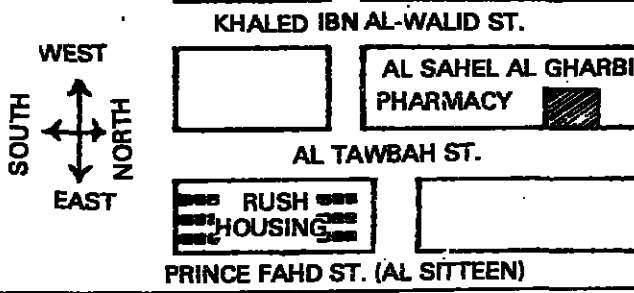 KHALED IBN AL-WALID ST.
WEST
SOUTH
NORTH
EAST
AL SAHEL AL GHARBI
PHARMACY
AL TAWBAH ST.
RUSH
HOUSING
PRINCE FAHD ST. (AL SITTEEN)